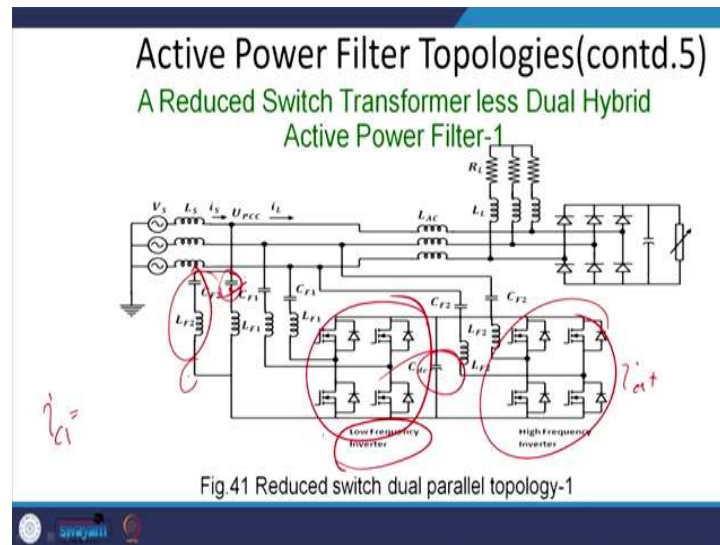 Active Power Filter Topologies(contd.5)
A Reduced Switch Transformer less Dual Hybrid
Active Power Filter-1
R_L
V_S L_S i_S U_PCC i_L L_AC L_L
C_F2 C_F1 C_F1 C_F2 C_F2
L_F2 L_F1 L_F1 L_F2 L_F2
C_dc
Low Frequency
Inverter
High Frequency
Inverter
Fig.41 Reduced switch dual parallel topology-1
swayam